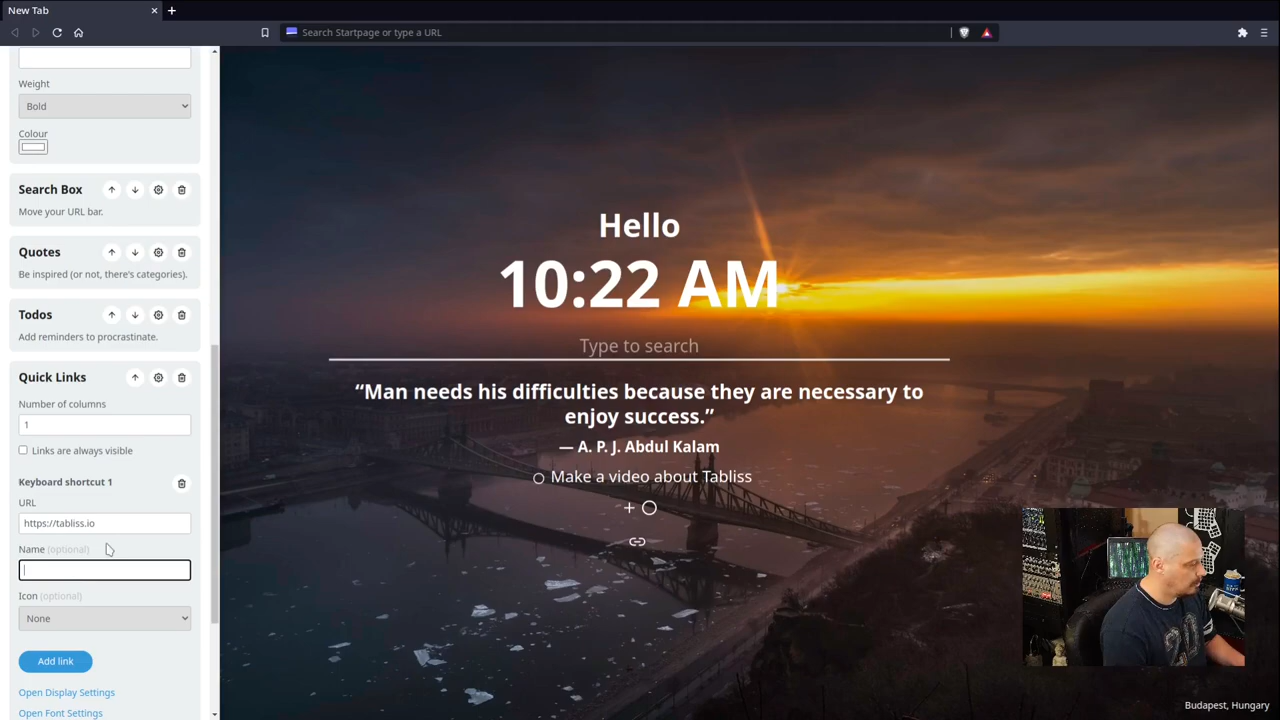 New Tab
Search Startpage or type a URL
Weight
Bold
Colour
Search Box
Move your URL bar.
Quotes
Be inspired (or not, there's categories).
Todos
Add reminders to procrastinate.
Quick Links
Number of columns
1
Links are always visible
Keyboard shortcut 1
URL
https://tabliss.io
Name (optional)
Icon (optional)
None
Add link
Open Display Settings
Open Font Settings
Hello
10:22 AM
Type to search
“Man needs his difficulties because they are necessary to
enjoy success.”
— A. P. J. Abdul Kalam
Make a video about Tabliss
Budapest, Hungary